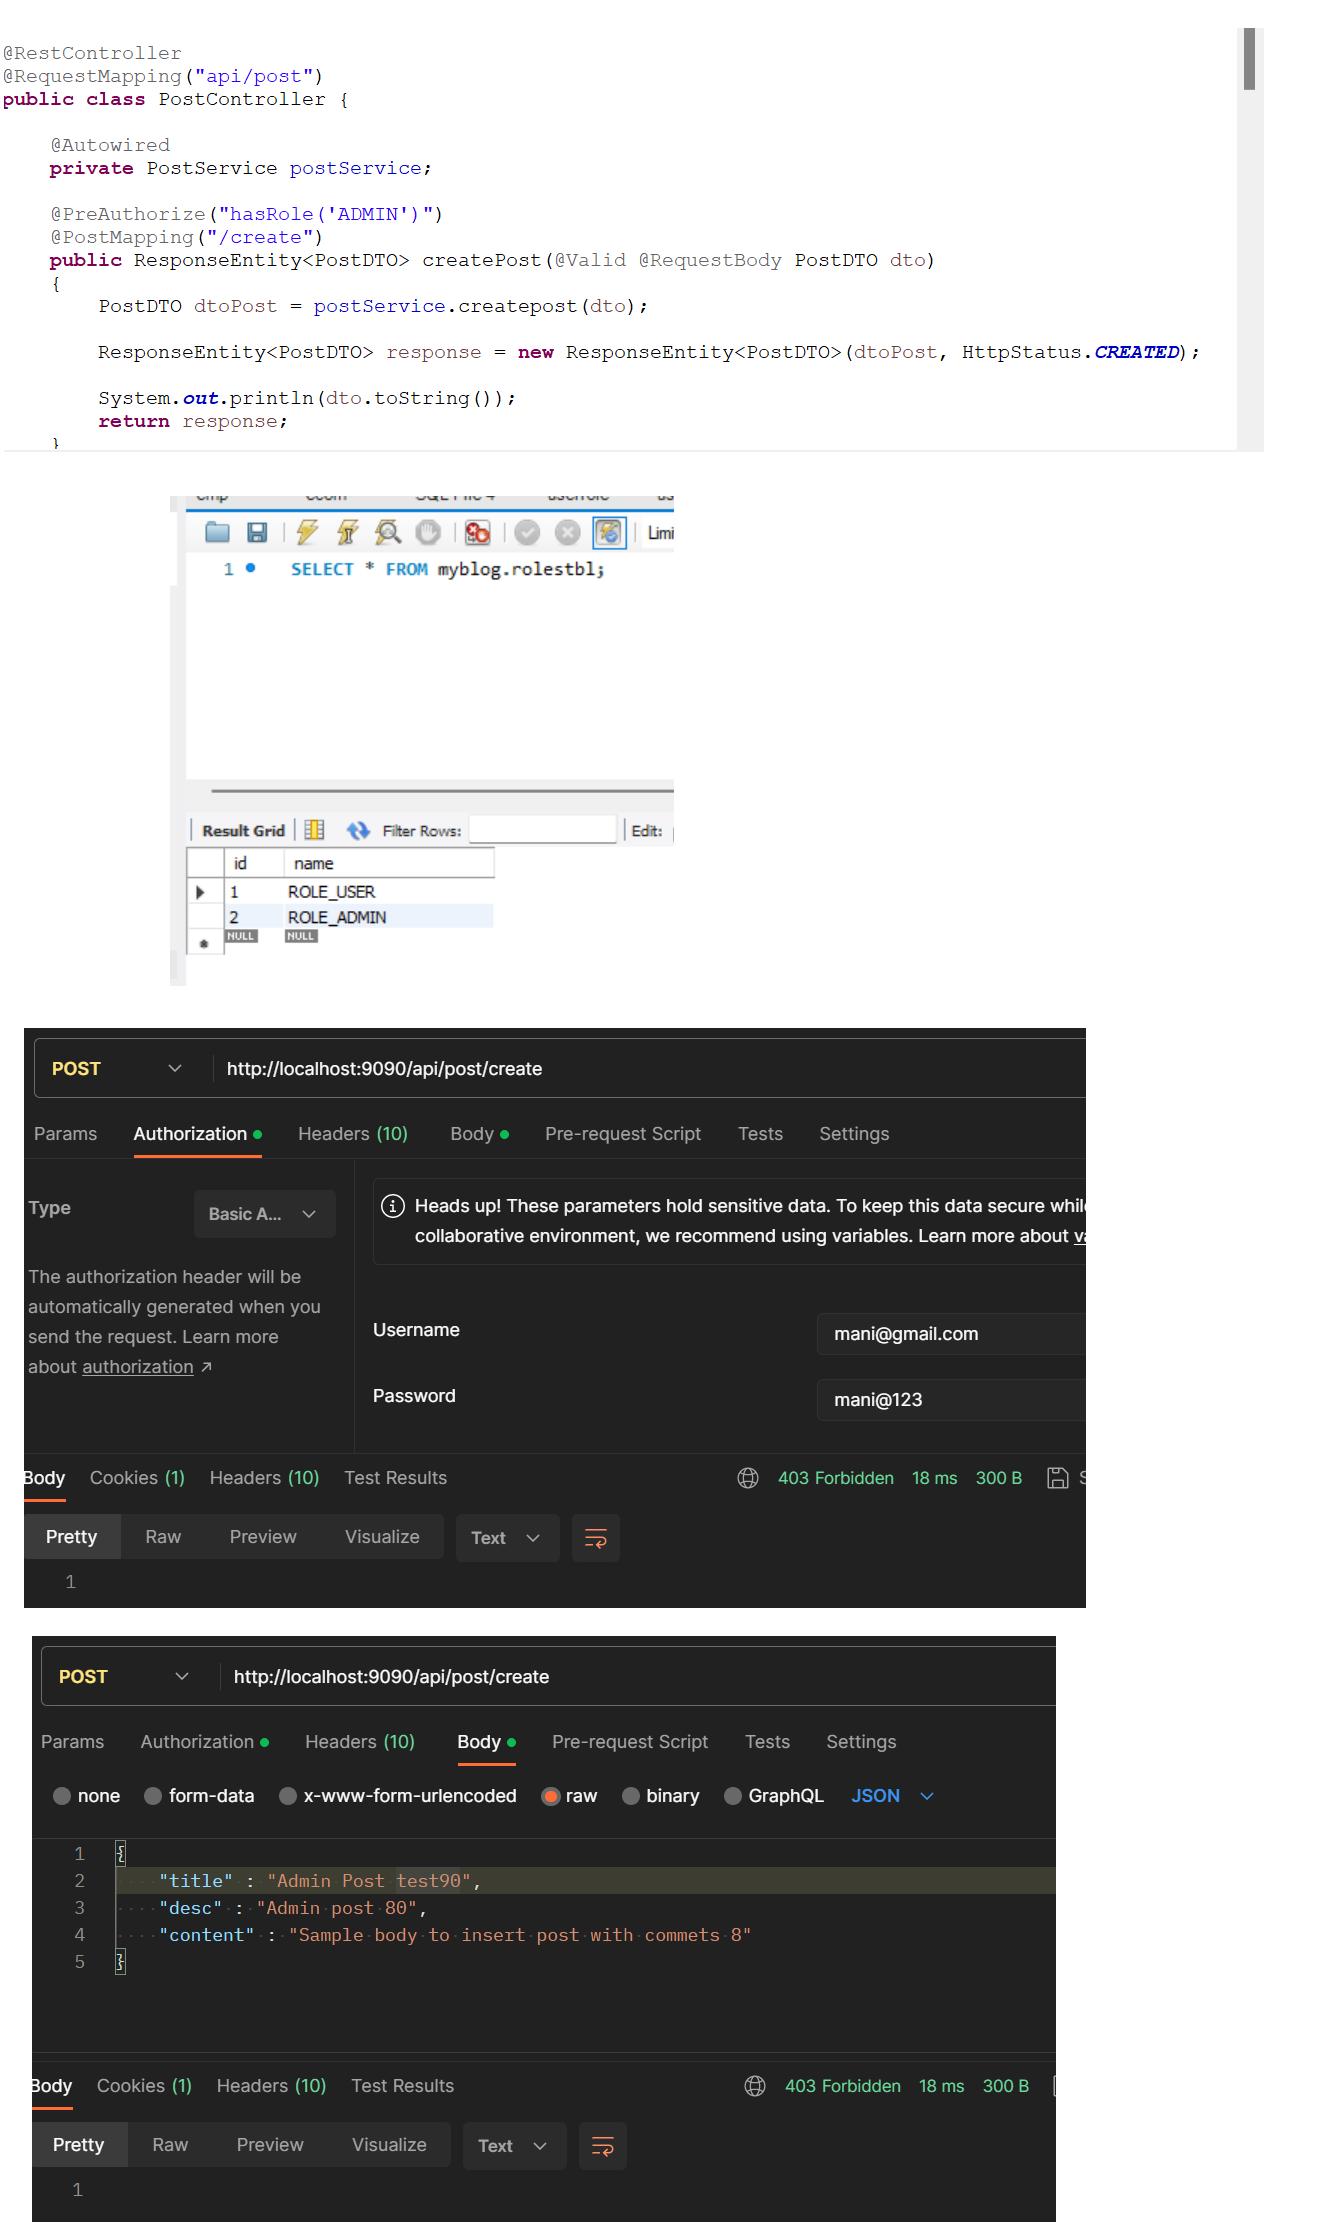 @RestController
@RequestMapping("api/post")
public class PostController {
@Autowired
private PostService postService;
@PreAuthorize("hasRole('ADMIN')")
@PostMapping("/create")
public ResponseEntity<PostDTO> createPost(@Valid @RequestBody PostDTO dto)
{
PostDTO dtoPost = postService.createpost(dto);
ResponseEntity<PostDTO> response = new ResponseEntity<PostDTO>(dtoPost, HttpStatus.CREATED);
System.out.println(dto.toString());
return response;
}
Limi
1 SELECT * FROM myblog.rolestbl;
Result Grid Filter Rows: Edit:
id name
1 ROLE_USER
2 ROLE_ADMIN
NULL NULL
POST http://localhost:9090/api/post/create
Params Authorization Headers (10) Body Pre-request Script Tests Settings
Type Basic A...
Heads up! These parameters hold sensitive data. To keep this data secure whil
collaborative environment, we recommend using variables. Learn more about va
The authorization header will be
automatically generated when you
send the request. Learn more
about authorization ↗
Username mani@gmail.com
Password mani@123
Body Cookies (1) Headers (10) Test Results 403 Forbidden 18 ms 300 B S
Pretty Raw Preview Visualize Text
1
POST http://localhost:9090/api/post/create
Params Authorization Headers (10) Body Pre-request Script Tests Settings
none form-data x-www-form-urlencoded raw binary GraphQL JSON
1 {
2 "title" : "Admin Post test90",
3 "desc" : "Admin post 80",
4 "content" : "Sample body to insert post with commets 8"
5 }
Body Cookies (1) Headers (10) Test Results 403 Forbidden 18 ms 300 B
Pretty Raw Preview Visualize Text
1